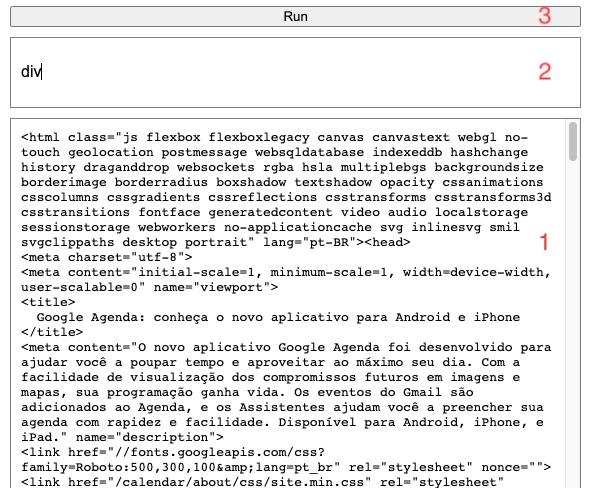 Run 3
div 2
<html class="js flexbox flexboxlegacy canvas canvastext webgl no-
touch geolocation postmessage websqldatabase indexeddb hashchange
history draganddrop websockets rgba hsla multiplebgs backgroundsize
borderimage borderradius boxshadow textshadow opacity cssanimations
csscolumns cssgradients cssreflections csstransforms csstransforms3d
csstransitions fontface generatedcontent video audio localstorage
sessionstorage webworkers no-applicationcache svg inlinesvg smil
svgclippaths desktop portrait" lang="pt-BR"><head> 1
<meta charset="utf-8">
<meta content="initial-scale=1, minimum-scale=1, width=device-width,
user-scalable=0" name="viewport">
<title>
  Google Agenda: conheça o novo aplicativo para Android e iPhone
</title>
<meta content="O novo aplicativo Google Agenda foi desenvolvido para
ajudar você a poupar tempo e aproveitar ao máximo seu dia. Com a
facilidade de visualização dos compromissos futuros em imagens e
mapas, sua programação ganha vida. Os eventos do Gmail são
adicionados ao Agenda, e os Assistentes ajudam você a preencher sua
agenda com rapidez e facilidade. Disponível para Android, iPhone, e
iPad." name="description">
<link href="//fonts.googleapis.com/css?
family=Roboto:500,300,100&amp;lang=pt_br" rel="stylesheet" nonce="">
<link href="/calendar/about/css/site.min.css" rel="stylesheet"